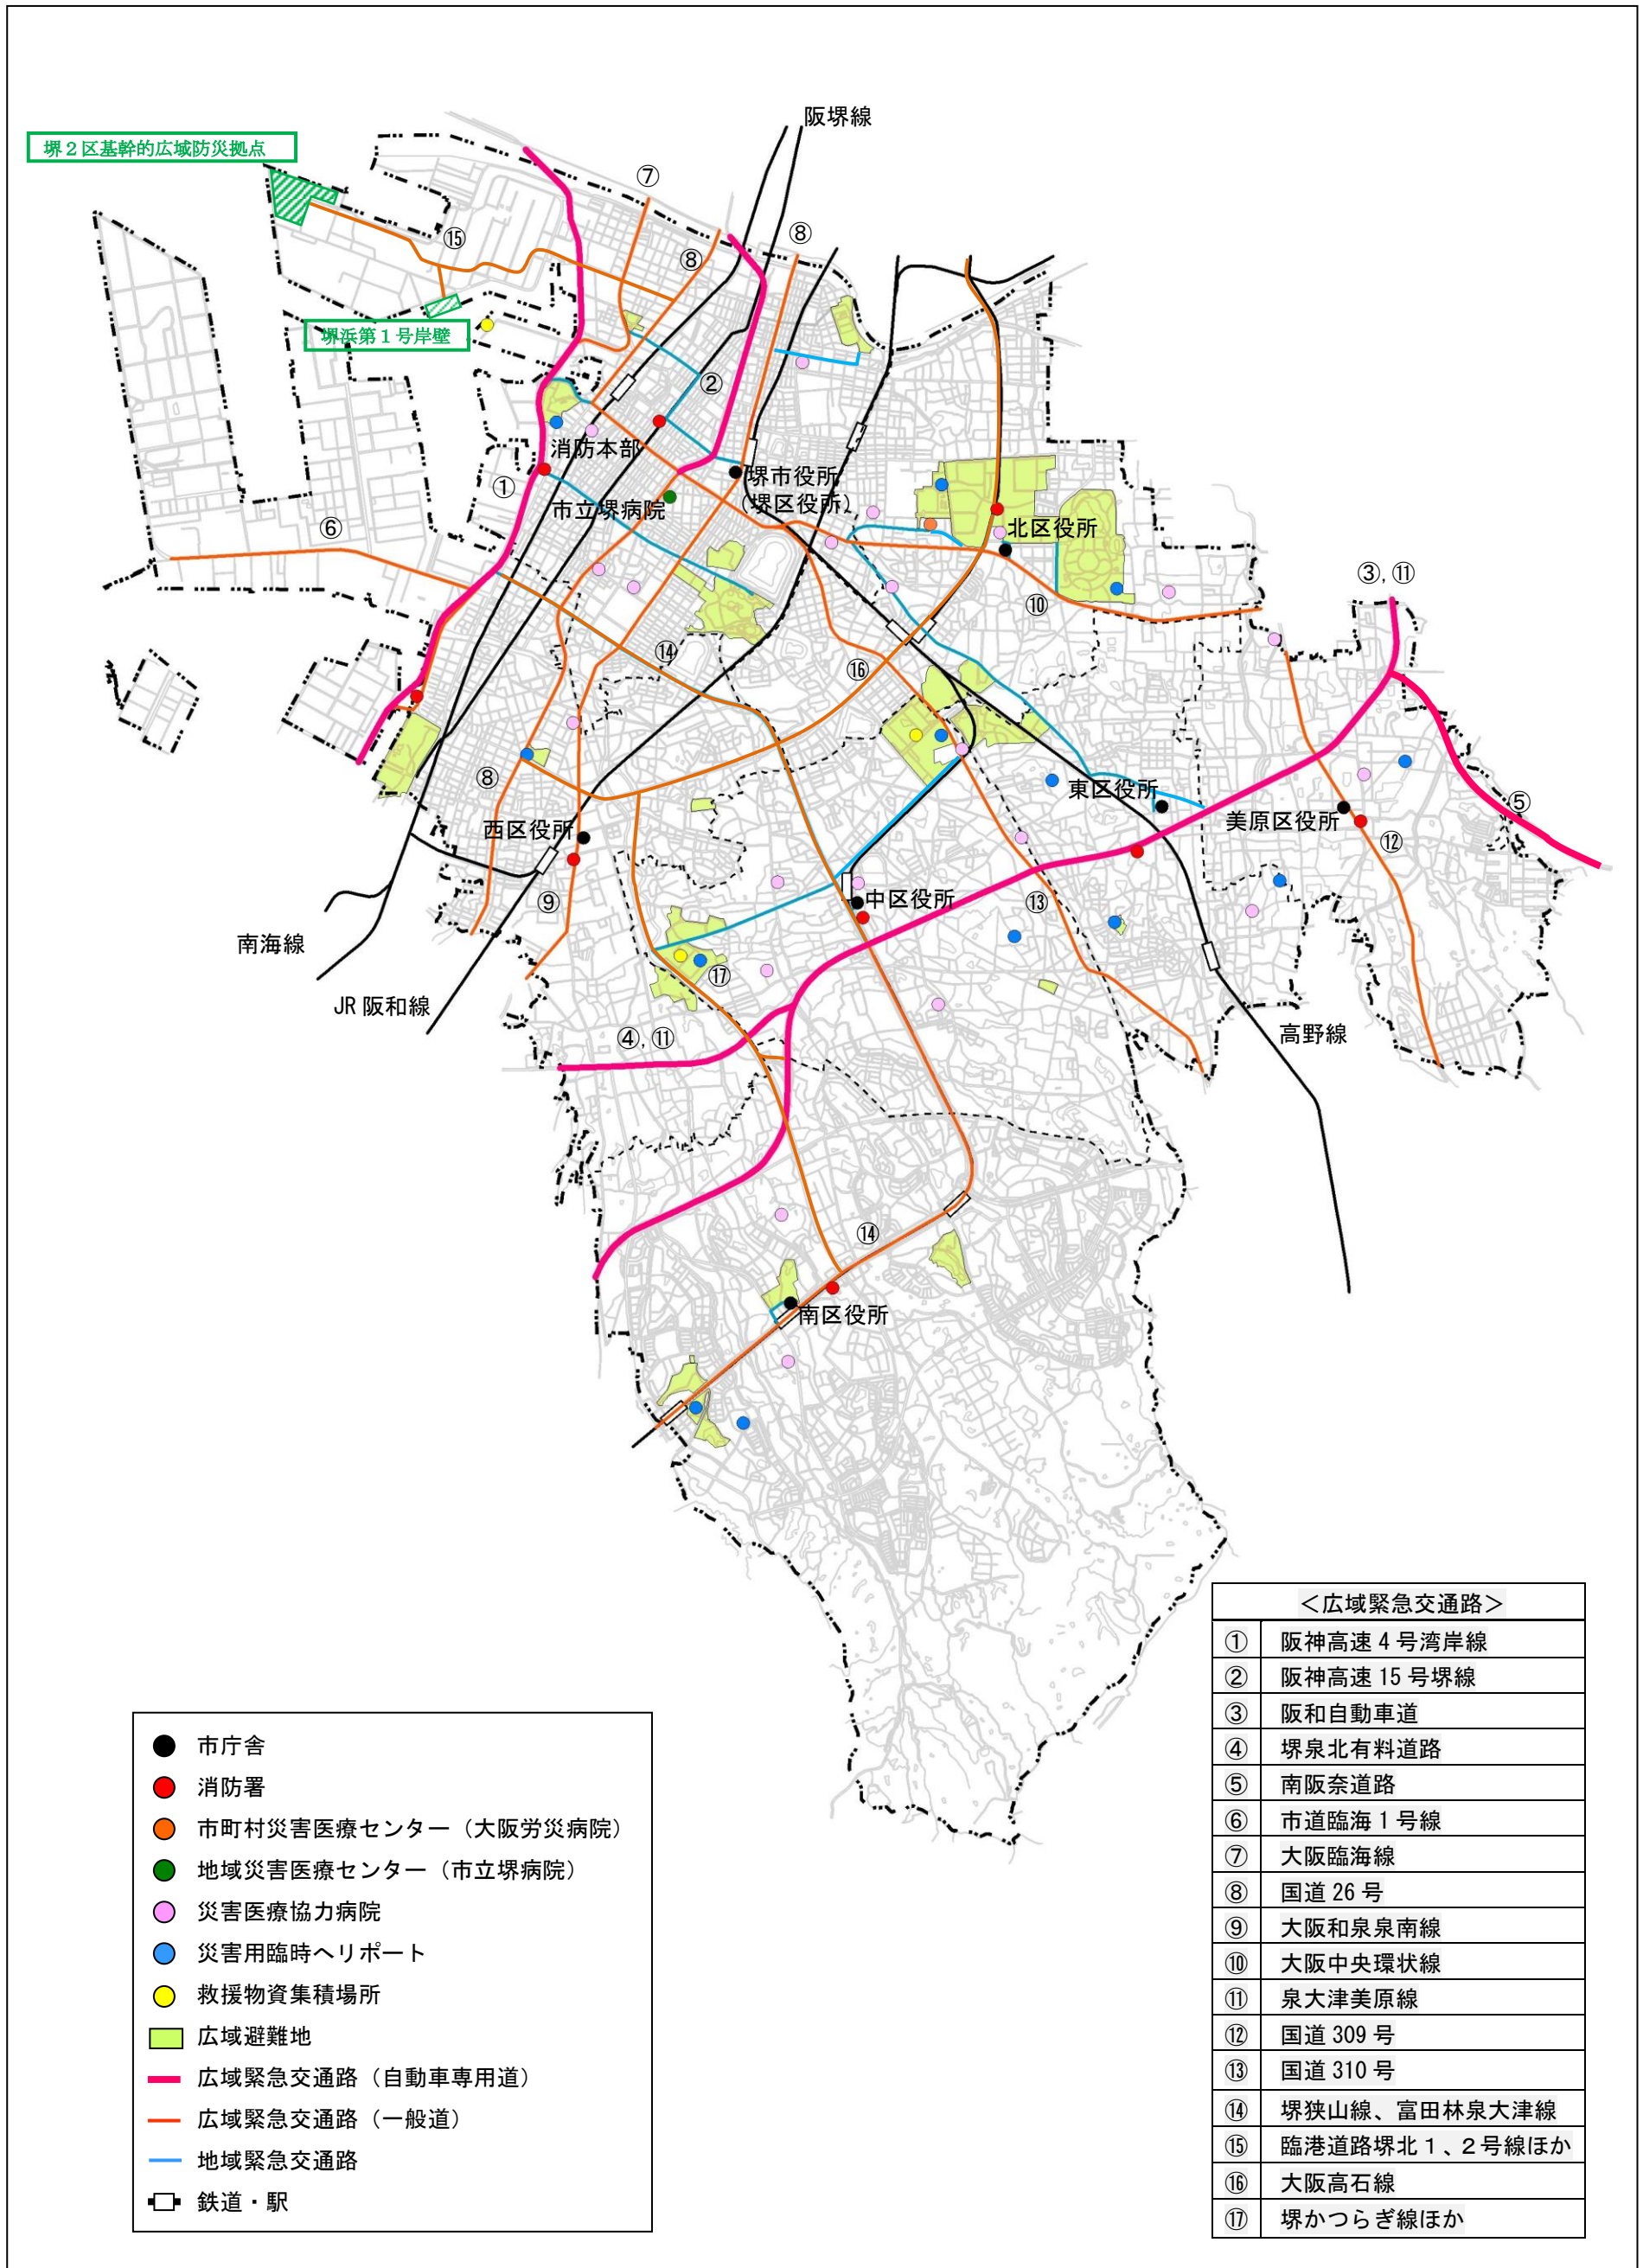 阪堺線
堺2区基幹的広域防災拠点
⑦
⑧
⑮
⑧
堺浜第1号岸壁
②
消防本部
堺市役所
(堺区役所)
①
市立堺病院
⑥
北区役所
③,⑪
⑩
⑭
⑯
⑧
東区役所
⑤
美原区役所
西区役所
⑫
⑨
中区役所
⑬
南海線
⑰
JR阪和線
④,⑪
高野線
⑭
南区役所
市庁舎
消防署
市町村災害医療センター(大阪労災病院)
地域災害医療センター(市立堺病院)
災害医療協力病院
災害用臨時ヘリポート
救援物資集積場所
広域避難地
広域緊急交通路(自動車専用道)
広域緊急交通路(一般道)
地域緊急交通路
鉄道・駅
<広域緊急交通路>
① 阪神高速4号湾岸線
② 阪神高速15号堺線
③ 阪和自動車道
④ 堺泉北有料道路
⑤ 南阪奈道路
⑥ 市道臨海1号線
⑦ 大阪臨海線
⑧ 国道26号
⑨ 大阪和泉泉南線
⑩ 大阪中央環状線
⑪ 泉大津美原線
⑫ 国道309号
⑬ 国道310号
⑭ 堺狭山線、富田林泉大津線
⑮ 臨港道路堺北1、2号線ほか
⑯ 大阪高石線
⑰ 堺かつらぎ線ほか